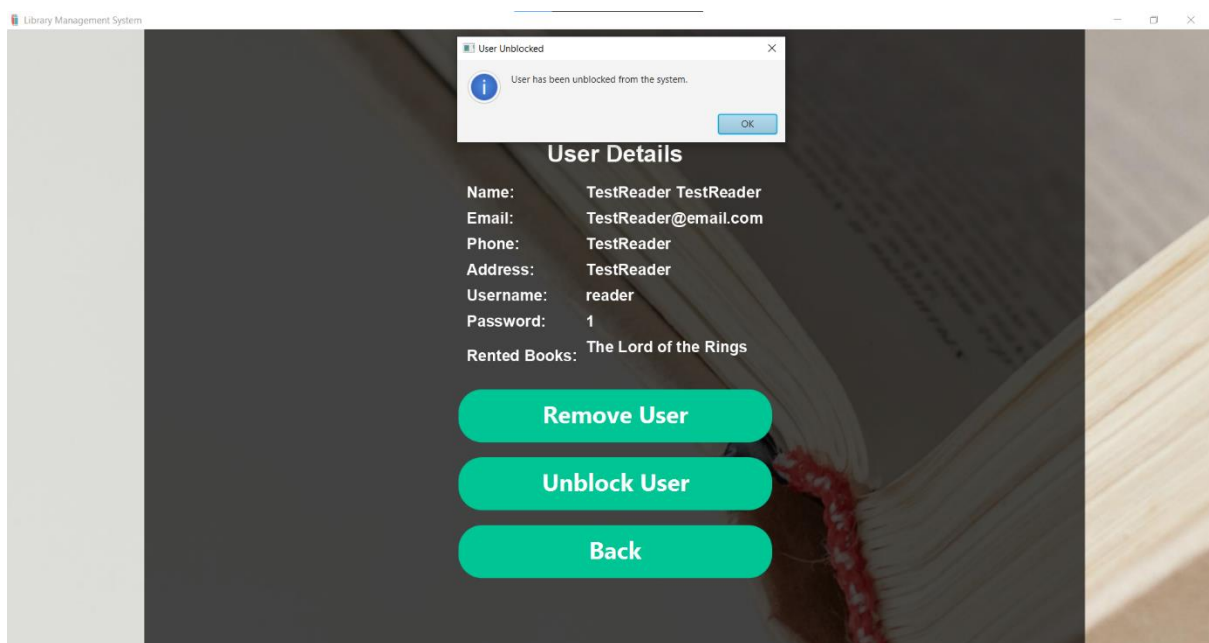 Library Management System
User Unblocked
User has been unblocked from the system.
OK
User Details
Name: TestReader TestReader
Email: TestReader@email.com
Phone: TestReader
Address: TestReader
Username: reader
Password: 1
Rented Books: The Lord of the Rings
Remove User
Unblock User
Back